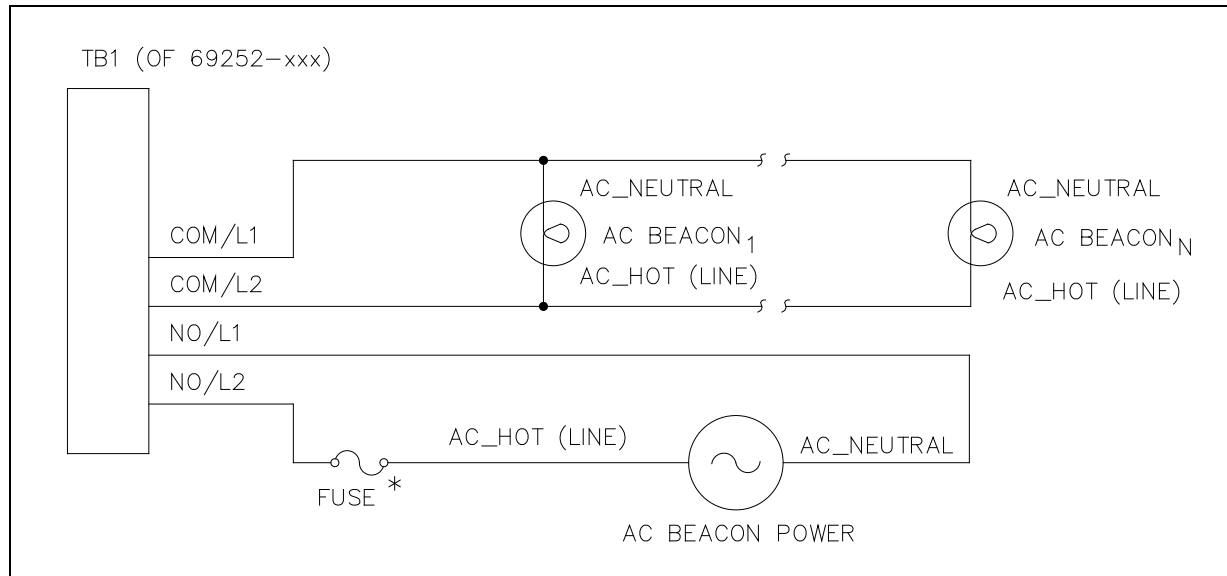 TB1 (OF 69252-xxx)
AC_NEUTRAL
AC_NEUTRAL
COM/L1
AC BEACON1
AC BEACONN
COM/L2
AC_HOT (LINE)
AC_HOT (LINE)
NO/L1
NO/L2
AC_HOT (LINE)
AC_NEUTRAL
FUSE *
AC BEACON POWER